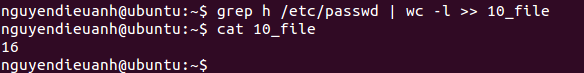 nguyendieuanh@ubuntu:~$ grep h /etc/passwd | wc -l >> 10_file
nguyendieuanh@ubuntu:~$ cat 10_file
16
nguyendieuanh@ubuntu:~$